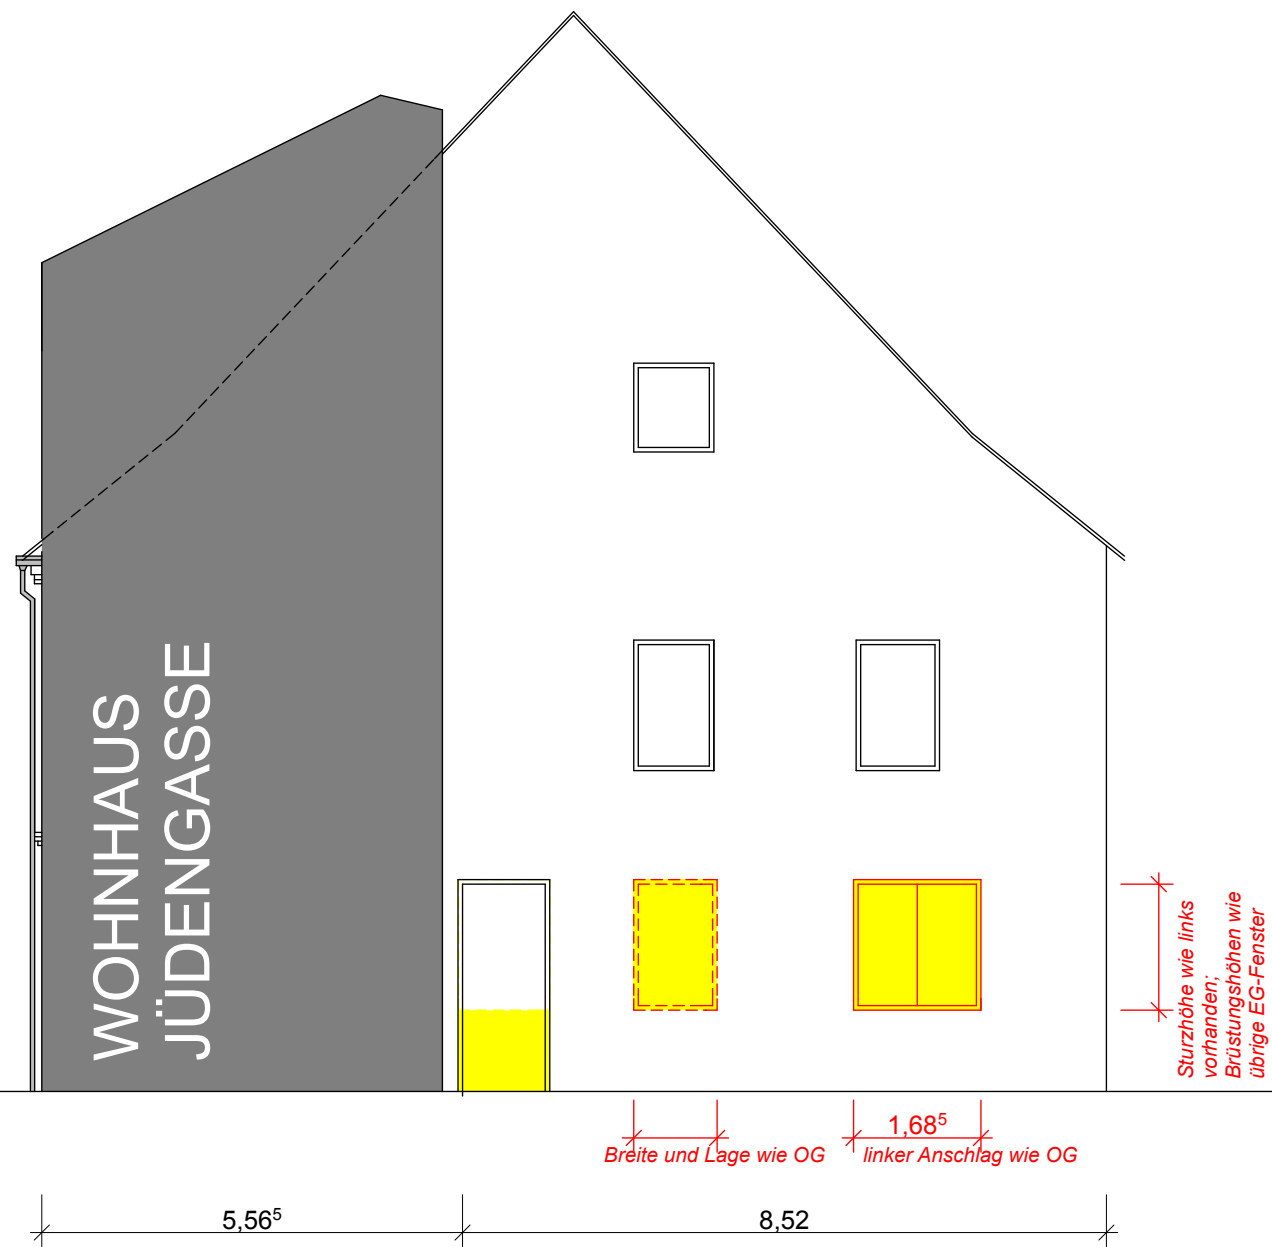 WOHNHAUS
JÜDENGASSE
Sturzhöhe wie links
vorhanden;
Brüstungshöhen wie
übrige EG-Fenster
1,68⁵
Breite und Lage wie OG
linker Anschlag wie OG
5,56⁵
8,52